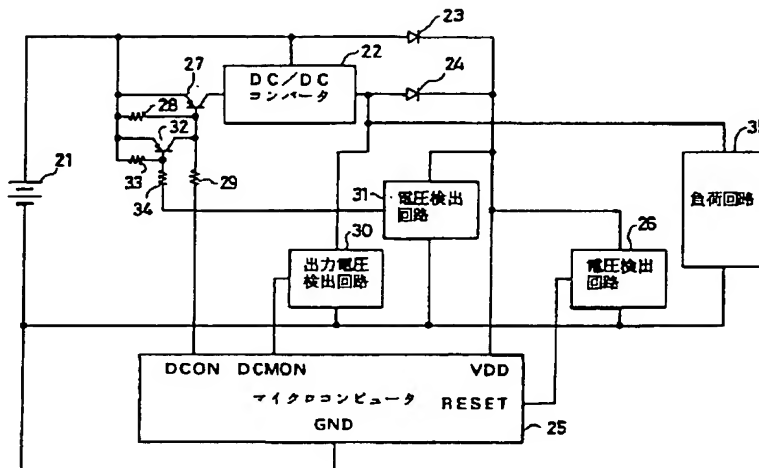 23
22
27
DC/DC
コンバータ
24
28
32
35
21
33
34
29
31
電圧検出
回路
負荷回路
30
出力電圧
検出回路
26
電圧検出
回路
DCON
DCMON
VDD
マイクロコンピュータ
RESET
GND
25